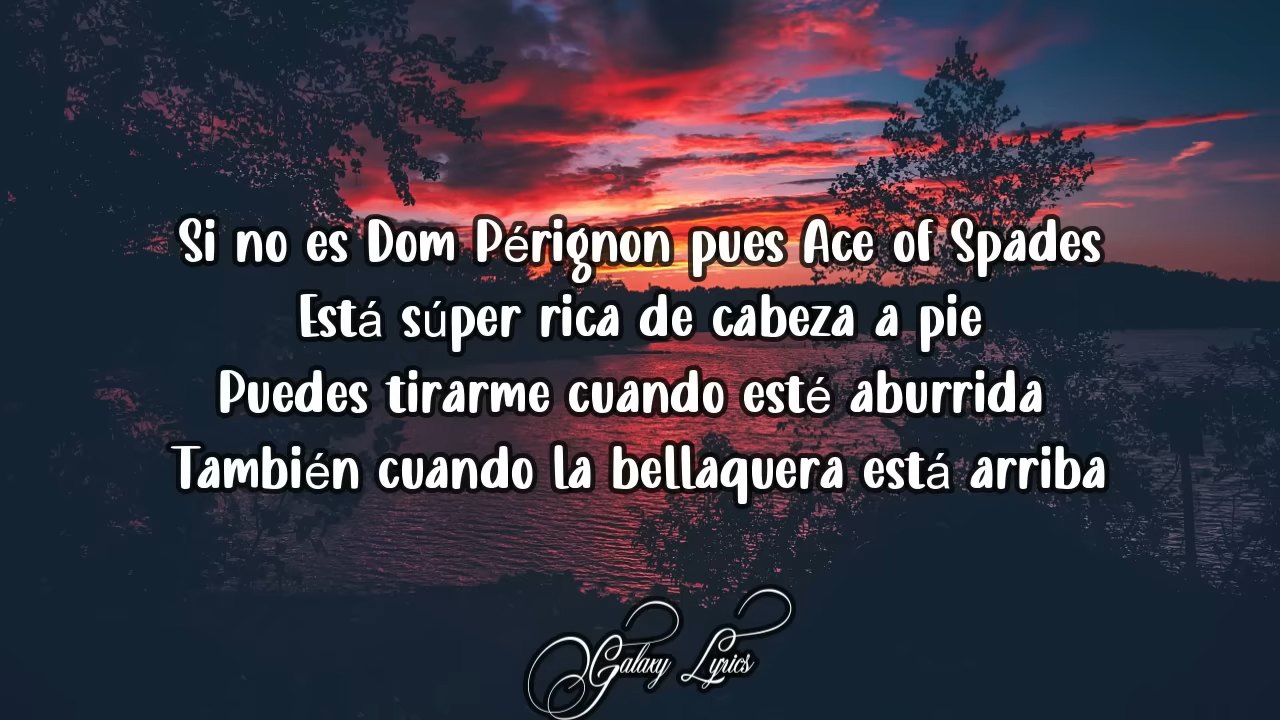 Si no es Dom Pérignon pues Ace of Spades
Está súper rica de cabeza a pie
Puedes tirarme cuando esté aburrida
También cuando la bellaquera está arriba
Galaxy Lyrics